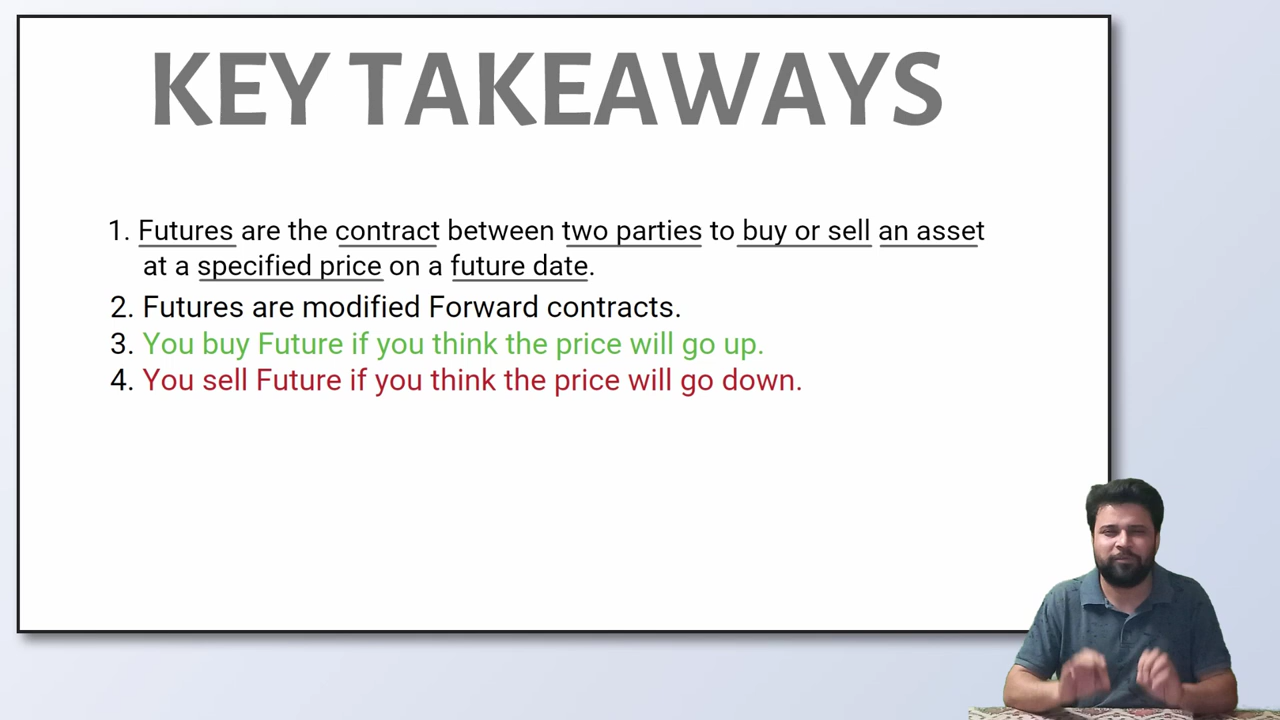 KEY TAKEAWAYS
1. Futures are the contract between two parties to buy or sell an asset
at a specified price on a future date.
2. Futures are modified Forward contracts.
3. You buy Future if you think the price will go up.
4. You sell Future if you think the price will go down.